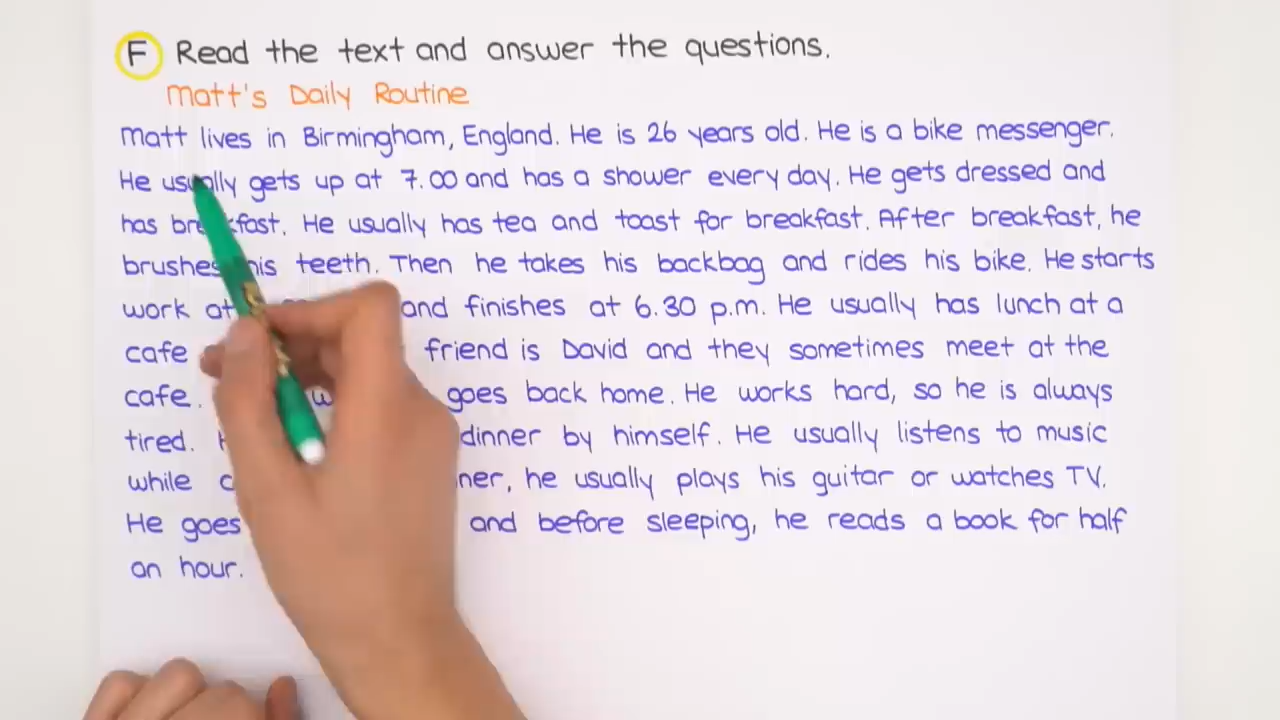 F Read the text and answer the questions.
Matt's Daily Routine
Matt lives in Birmingham, England. He is 26 years old. He is a bike messenger.
He usually gets up at 7.00 and has a shower every day. He gets dressed and
has breakfast. He usually has tea and toast for breakfast. After breakfast, he
brushes his teeth. Then he takes his backbag and rides his bike. He starts
work at and finishes at 6.30 p.m. He usually has lunch at a
cafe friend is David and they sometimes meet at the
cafe. goes back home. He works hard, so he is always
tired. dinner by himself. He usually listens to music
while he usually plays his guitar or watches TV.
He goes and before sleeping, he reads a book for half
an hour.